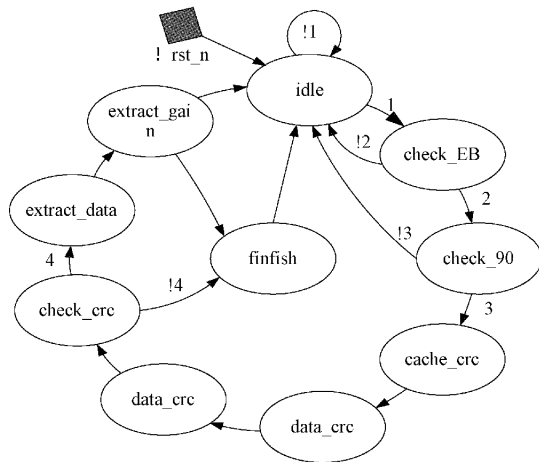 !1
! rst_n
idle
1
extract_gai
n
!2
check_EB
2
extract_data
!3
finfish
check_90
4
!4
3
check_crc
cache_crc
data_crc
data_crc